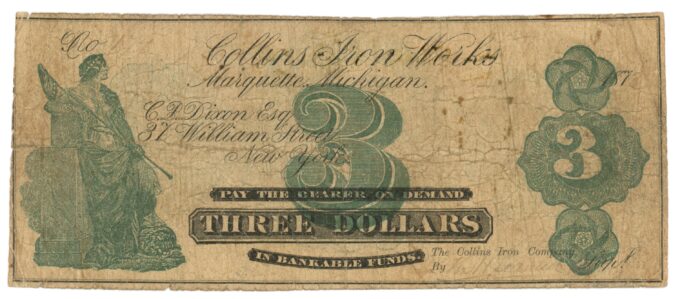 No
187
Collins Iron Works
Marquette, Michigan.
C. P. Dixon Esq.
37 William Street
New York
3
3
PAY THE BEARER ON DEMAND
THREE DOLLARS
IN BANKABLE FUNDS.
The Collins Iron Company
By
Supt.